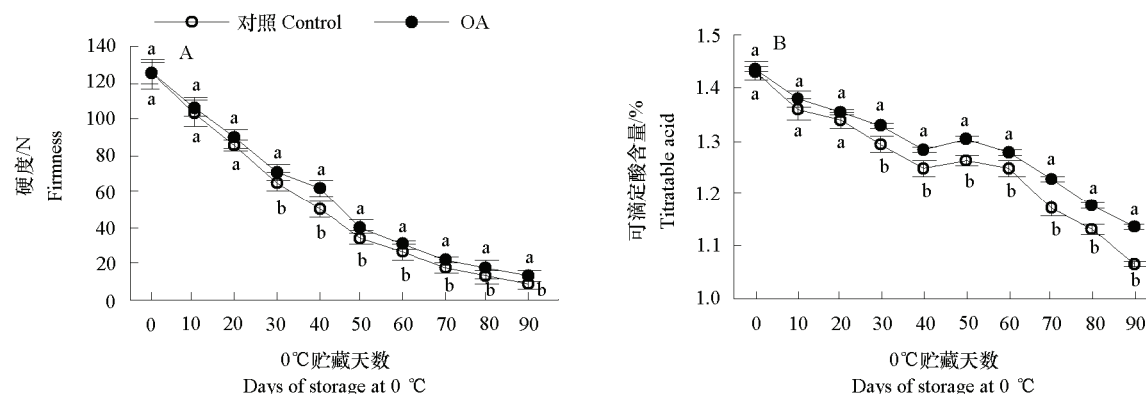 对照 Control OA
A
140
120
100
80
60
40
20
0
硬度/N
Firmness
a a a a a a a a a a
a a a b b b b b b b
0 10 20 30 40 50 60 70 80 90
0℃贮藏天数
Days of storage at 0 ℃
B
1.5
1.4
1.3
1.2
1.1
1.0
可滴定酸含量/%
Titratable acid
a a a a a a a a a a
a a a b b b b b b b
0 10 20 30 40 50 60 70 80 90
0℃贮藏天数
Days of storage at 0 ℃